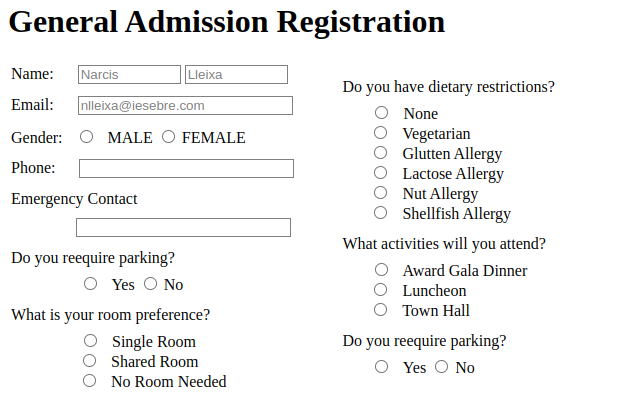 General Admission Registration
Name: Narcis Lleixa
Email: nlleixa@iesebre.com
Gender: MALE FEMALE
Phone:
Emergency Contact
Do you reequire parking?
Yes No
What is your room preference?
Single Room
Shared Room
No Room Needed
Do you have dietary restrictions?
None
Vegetarian
Glutten Allergy
Lactose Allergy
Nut Allergy
Shellfish Allergy
What activities will you attend?
Award Gala Dinner
Luncheon
Town Hall
Do you reequire parking?
Yes No